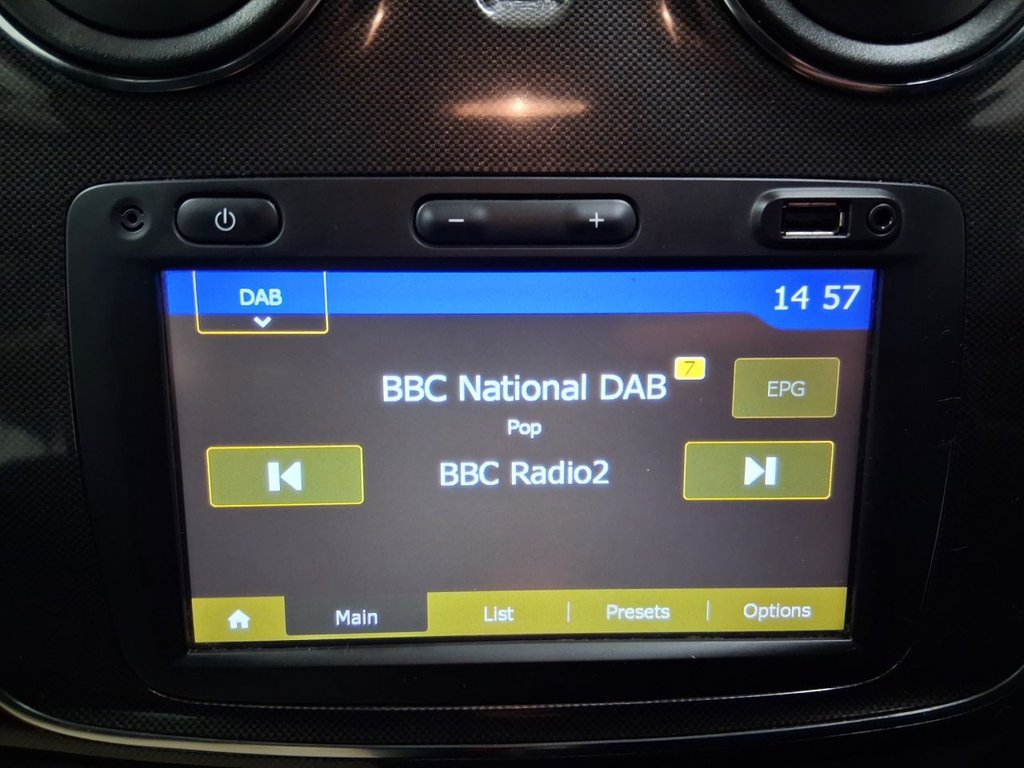 − +
DAB
14 57
BBC National DAB 7
EPG
Pop
BBC Radio2
Main List Presets Options